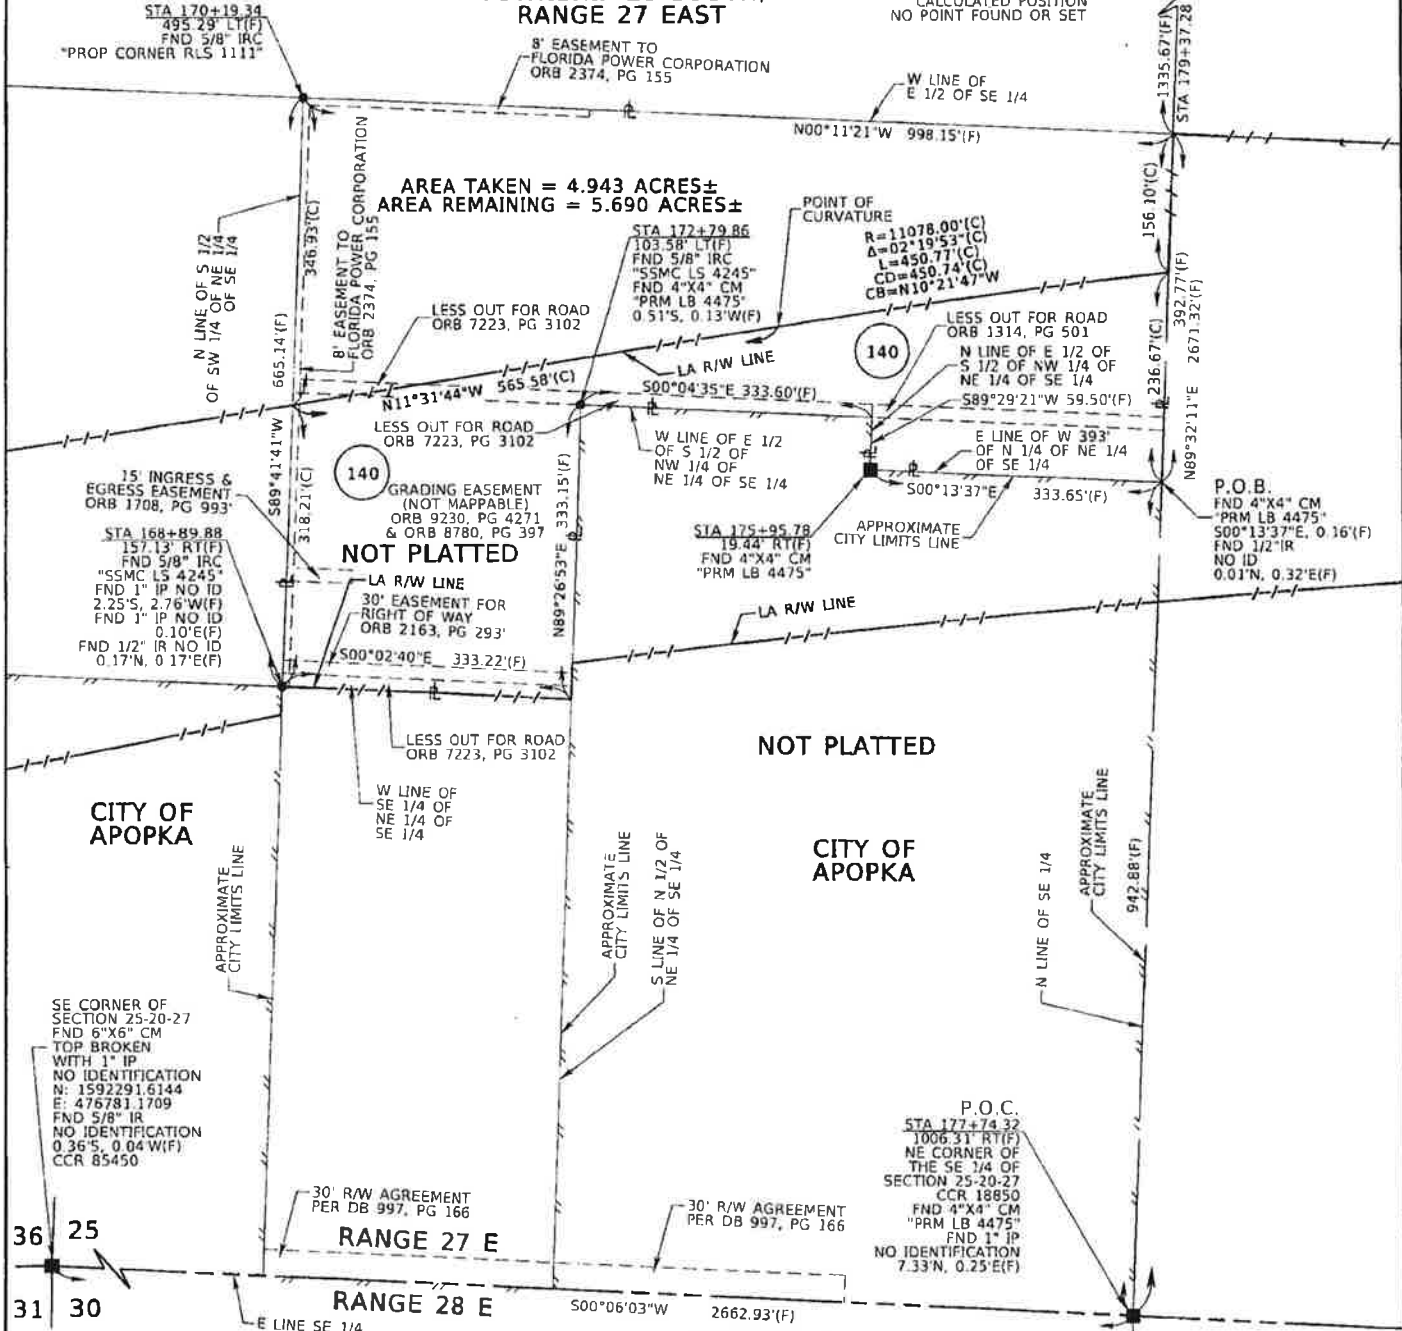 RANGE 27 EAST
CALCULATED POSITION
NO POINT FOUND OR SET
STA 170+19.34
495.29' LT(F)
FND 5/8" IRC
"PROP CORNER RLS 1111"
8' EASEMENT TO
FLORIDA POWER CORPORATION
ORB 2374, PG 155
W LINE OF
E 1/2 OF SE 1/4
N00°11'21"W 998.15'(F)
1335.67'(F)
STA 179+37.28
AREA TAKEN = 4.943 ACRES±
AREA REMAINING = 5.690 ACRES±
8' EASEMENT TO
FLORIDA POWER CORPORATION
ORB 2374, PG 155
N LINE OF S 1/2
OF SW 1/4 OF NE 1/4
OF SE 1/4
346.93'(C)
665.14'(F)
S89°41'41"W
318.21'(C)
STA 172+79.86
103.58' LT(F)
FND 5/8" IRC
"SSMC LS 4245"
FND 4"X4" CM
"PRM LB 4475"
0.51'S, 0.13'W(F)
POINT OF
CURVATURE
R=11078.00'(C)
Δ=02°19'53"(C)
L=450.77'(C)
CD=450.74'(C)
CB=N10°21'47"W
156.10'(C)
392.77'(F)
236.67'(C)
N89°32'11"E 2671.32'(F)
LESS OUT FOR ROAD
ORB 7223, PG 3102
LA R/W LINE
N11°31'44"W 565.58'(C)
140
LESS OUT FOR ROAD
ORB 1314, PG 501
N LINE OF E 1/2 OF
S 1/2 OF NW 1/4 OF
NE 1/4 OF SE 1/4
S89°29'21"W 59.50'(F)
S00°04'35"E 333.60'(F)
LESS OUT FOR ROAD
ORB 7223, PG 3102
W LINE OF E 1/2
OF S 1/2 OF
NW 1/4 OF
NE 1/4 OF SE 1/4
E LINE OF W 393'
OF N 1/4 OF NE 1/4
OF SE 1/4
S00°13'37"E 333.65'(F)
APPROXIMATE
CITY LIMITS LINE
P.O.B.
FND 4"X4" CM
"PRM LB 4475"
S00°13'37"E, 0.16'(F)
FND 1/2"IR
NO ID
0.01'N, 0.32'E(F)
STA 175+95.78
19.44' RT(F)
FND 4"X4" CM
"PRM LB 4475"
140
GRADING EASEMENT
(NOT MAPPABLE)
ORB 9230, PG 4271
& ORB 8780, PG 397
NOT PLATTED
N89°26'53"E 333.15'(F)
15' INGRESS &
EGRESS EASEMENT
ORB 1708, PG 993'
STA 168+89.88
157.13' RT(F)
FND 5/8" IRC
"SSMC LS 4245"
FND 1" IP NO ID
2.25'S, 2.76'W(F)
FND 1" IP NO ID
0.10'E(F)
FND 1/2" IR NO ID
0.17'N, 0.17'E(F)
LA R/W LINE
30' EASEMENT FOR
RIGHT OF WAY
ORB 2163, PG 293'
S00°02'40"E 333.22'(F)
LA R/W LINE
LESS OUT FOR ROAD
ORB 7223, PG 3102
W LINE OF
SE 1/4 OF
NE 1/4 OF
SE 1/4
NOT PLATTED
CITY OF
APOPKA
CITY OF
APOPKA
APPROXIMATE
CITY LIMITS LINE
APPROXIMATE
CITY LIMITS LINE
S LINE OF N 1/2 OF
NE 1/4 OF SE 1/4
N LINE OF SE 1/4
APPROXIMATE
CITY LIMITS LINE
942.88'(F)
SE CORNER OF
SECTION 25-20-27
FND 6"X6" CM
TOP BROKEN
WITH 1" IP
NO IDENTIFICATION
N: 1592291.6144
E: 476781.1709
FND 5/8" IR
NO IDENTIFICATION
0.36'S, 0.04'W(F)
CCR 85450
P.O.C.
STA 177+74.32
1006.31' RT(F)
NE CORNER OF
THE SE 1/4 OF
SECTION 25-20-27
CCR 18850
FND 4"X4" CM
"PRM LB 4475"
FND 1" IP
NO IDENTIFICATION
7.33'N, 0.25'E(F)
30' R/W AGREEMENT
PER DB 997, PG 166
30' R/W AGREEMENT
PER DB 997, PG 166
36 25
31 30
RANGE 27 E
RANGE 28 E
S00°06'03"W 2662.93'(F)
E LINE SE 1/4